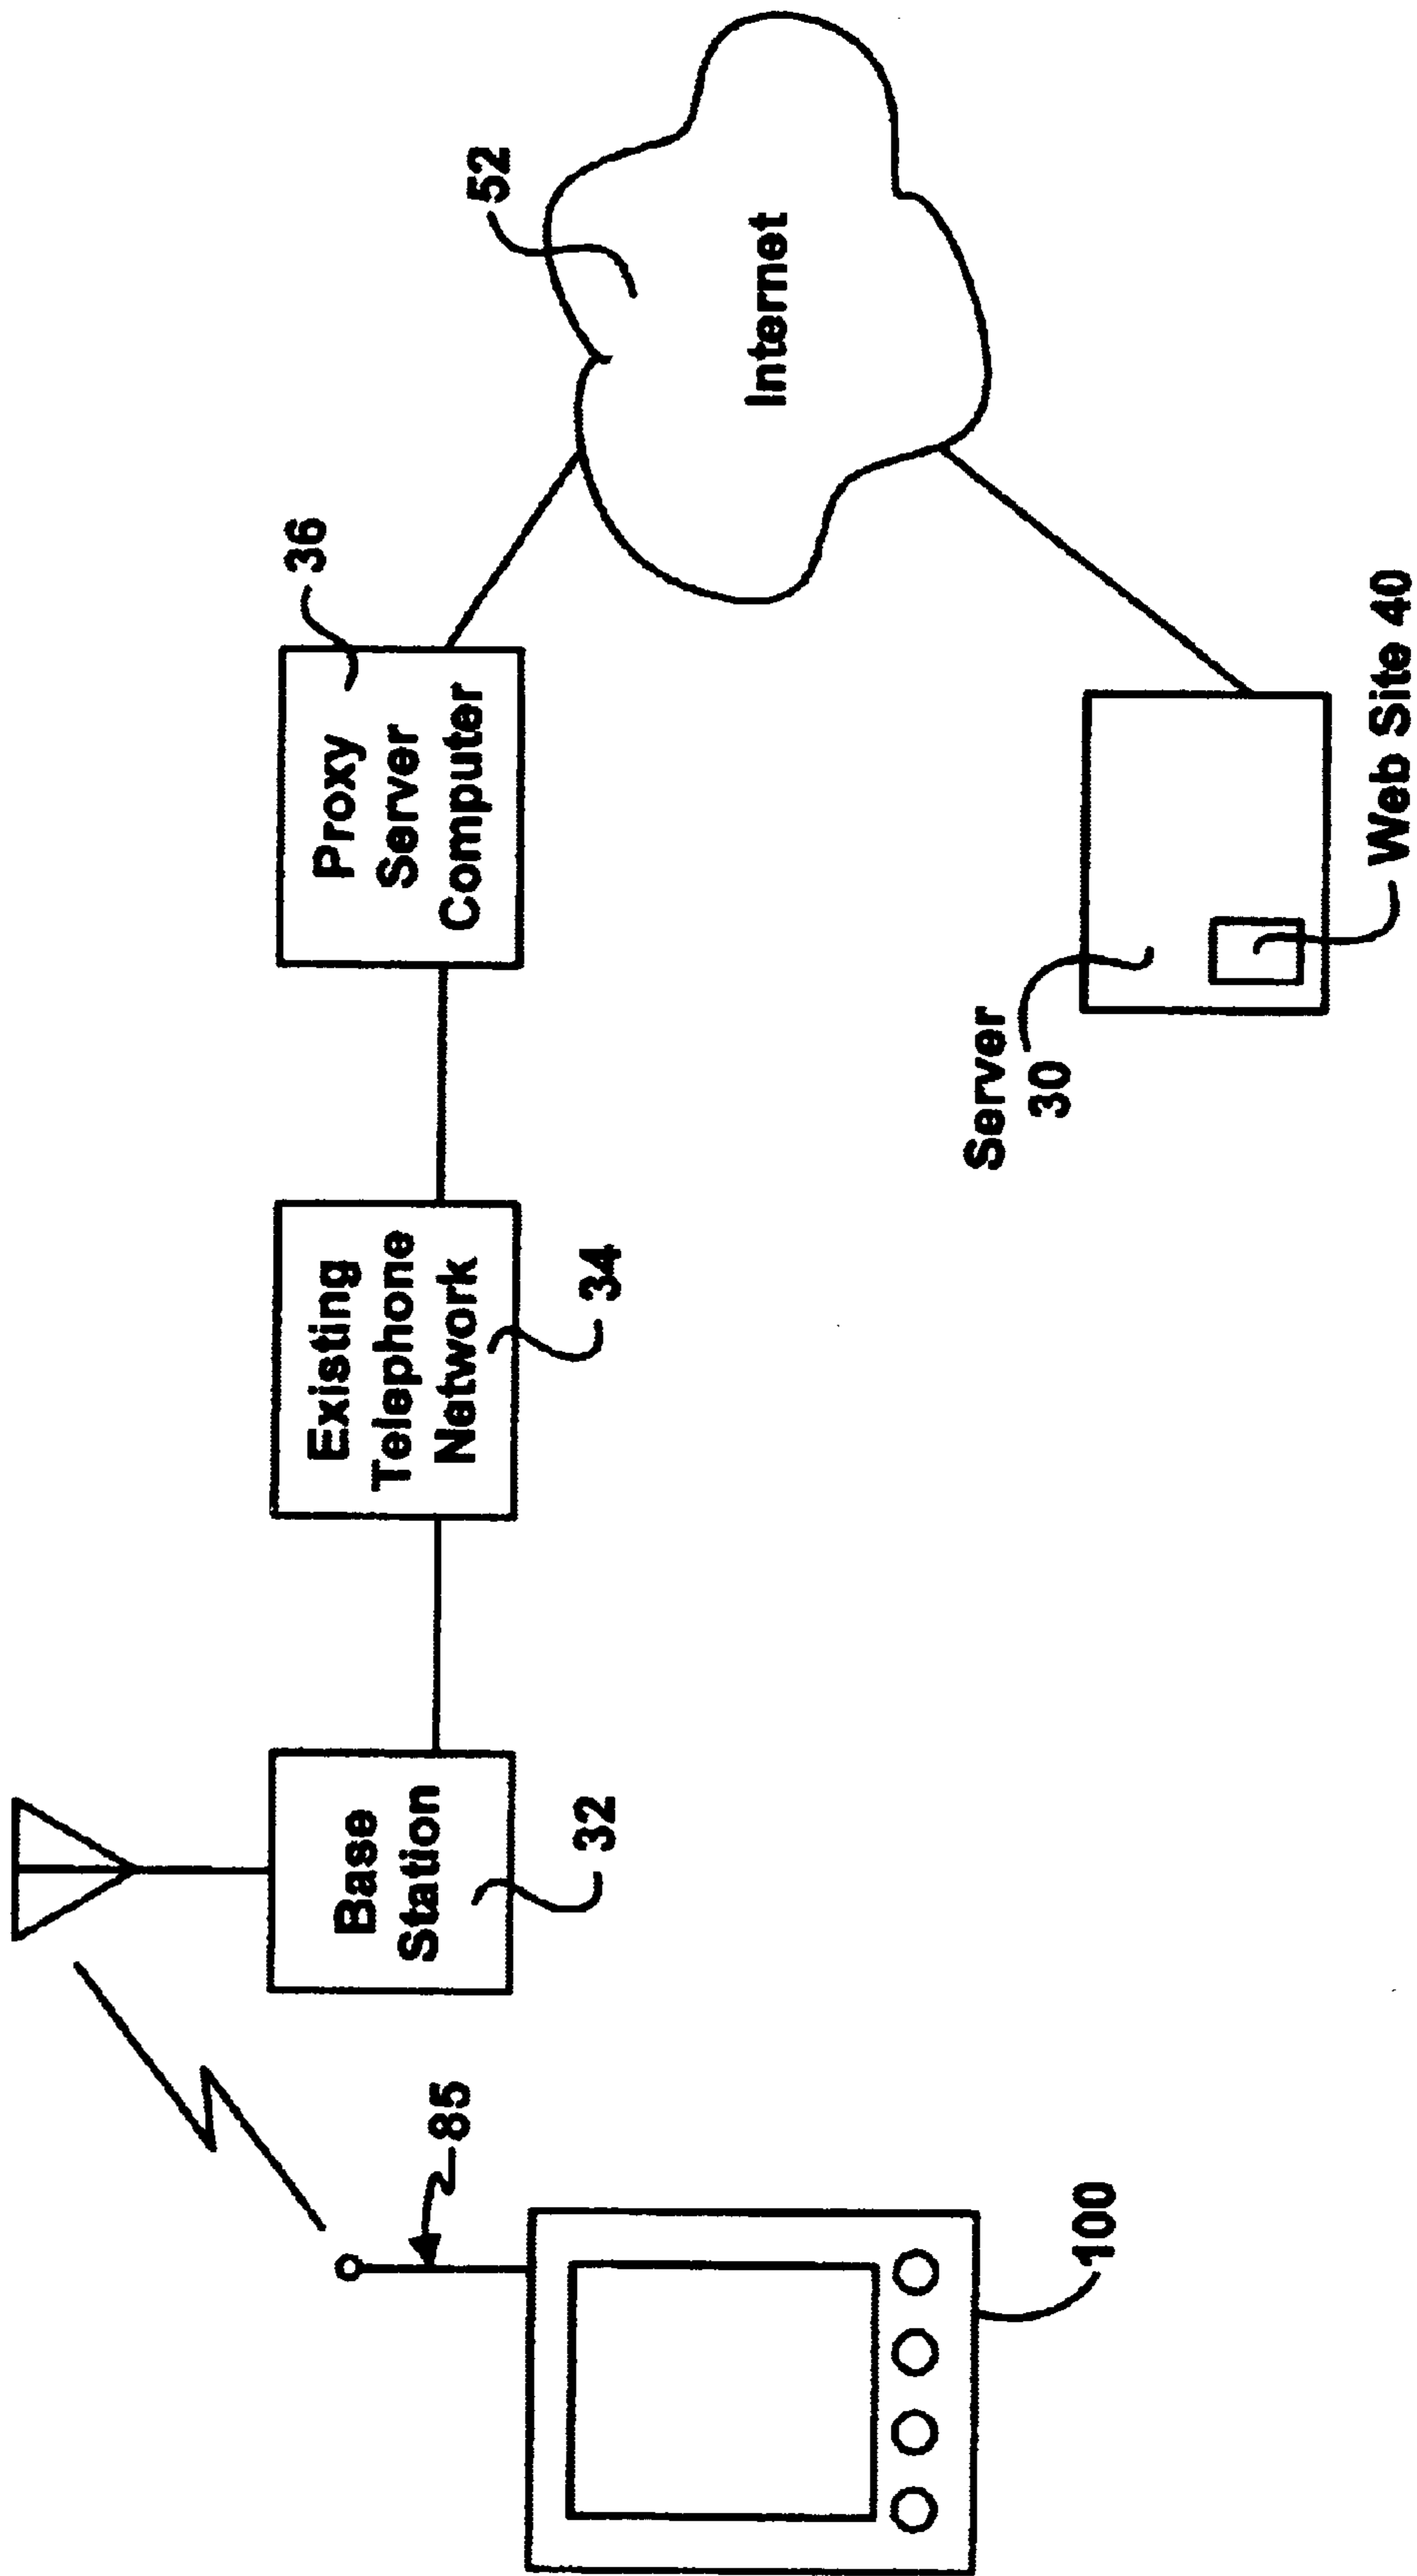 85
100
Base
Station
32
Existing
Telephone
Network
34
Proxy
Server
Computer
36
52
Internet
Server
30
Web Site 40